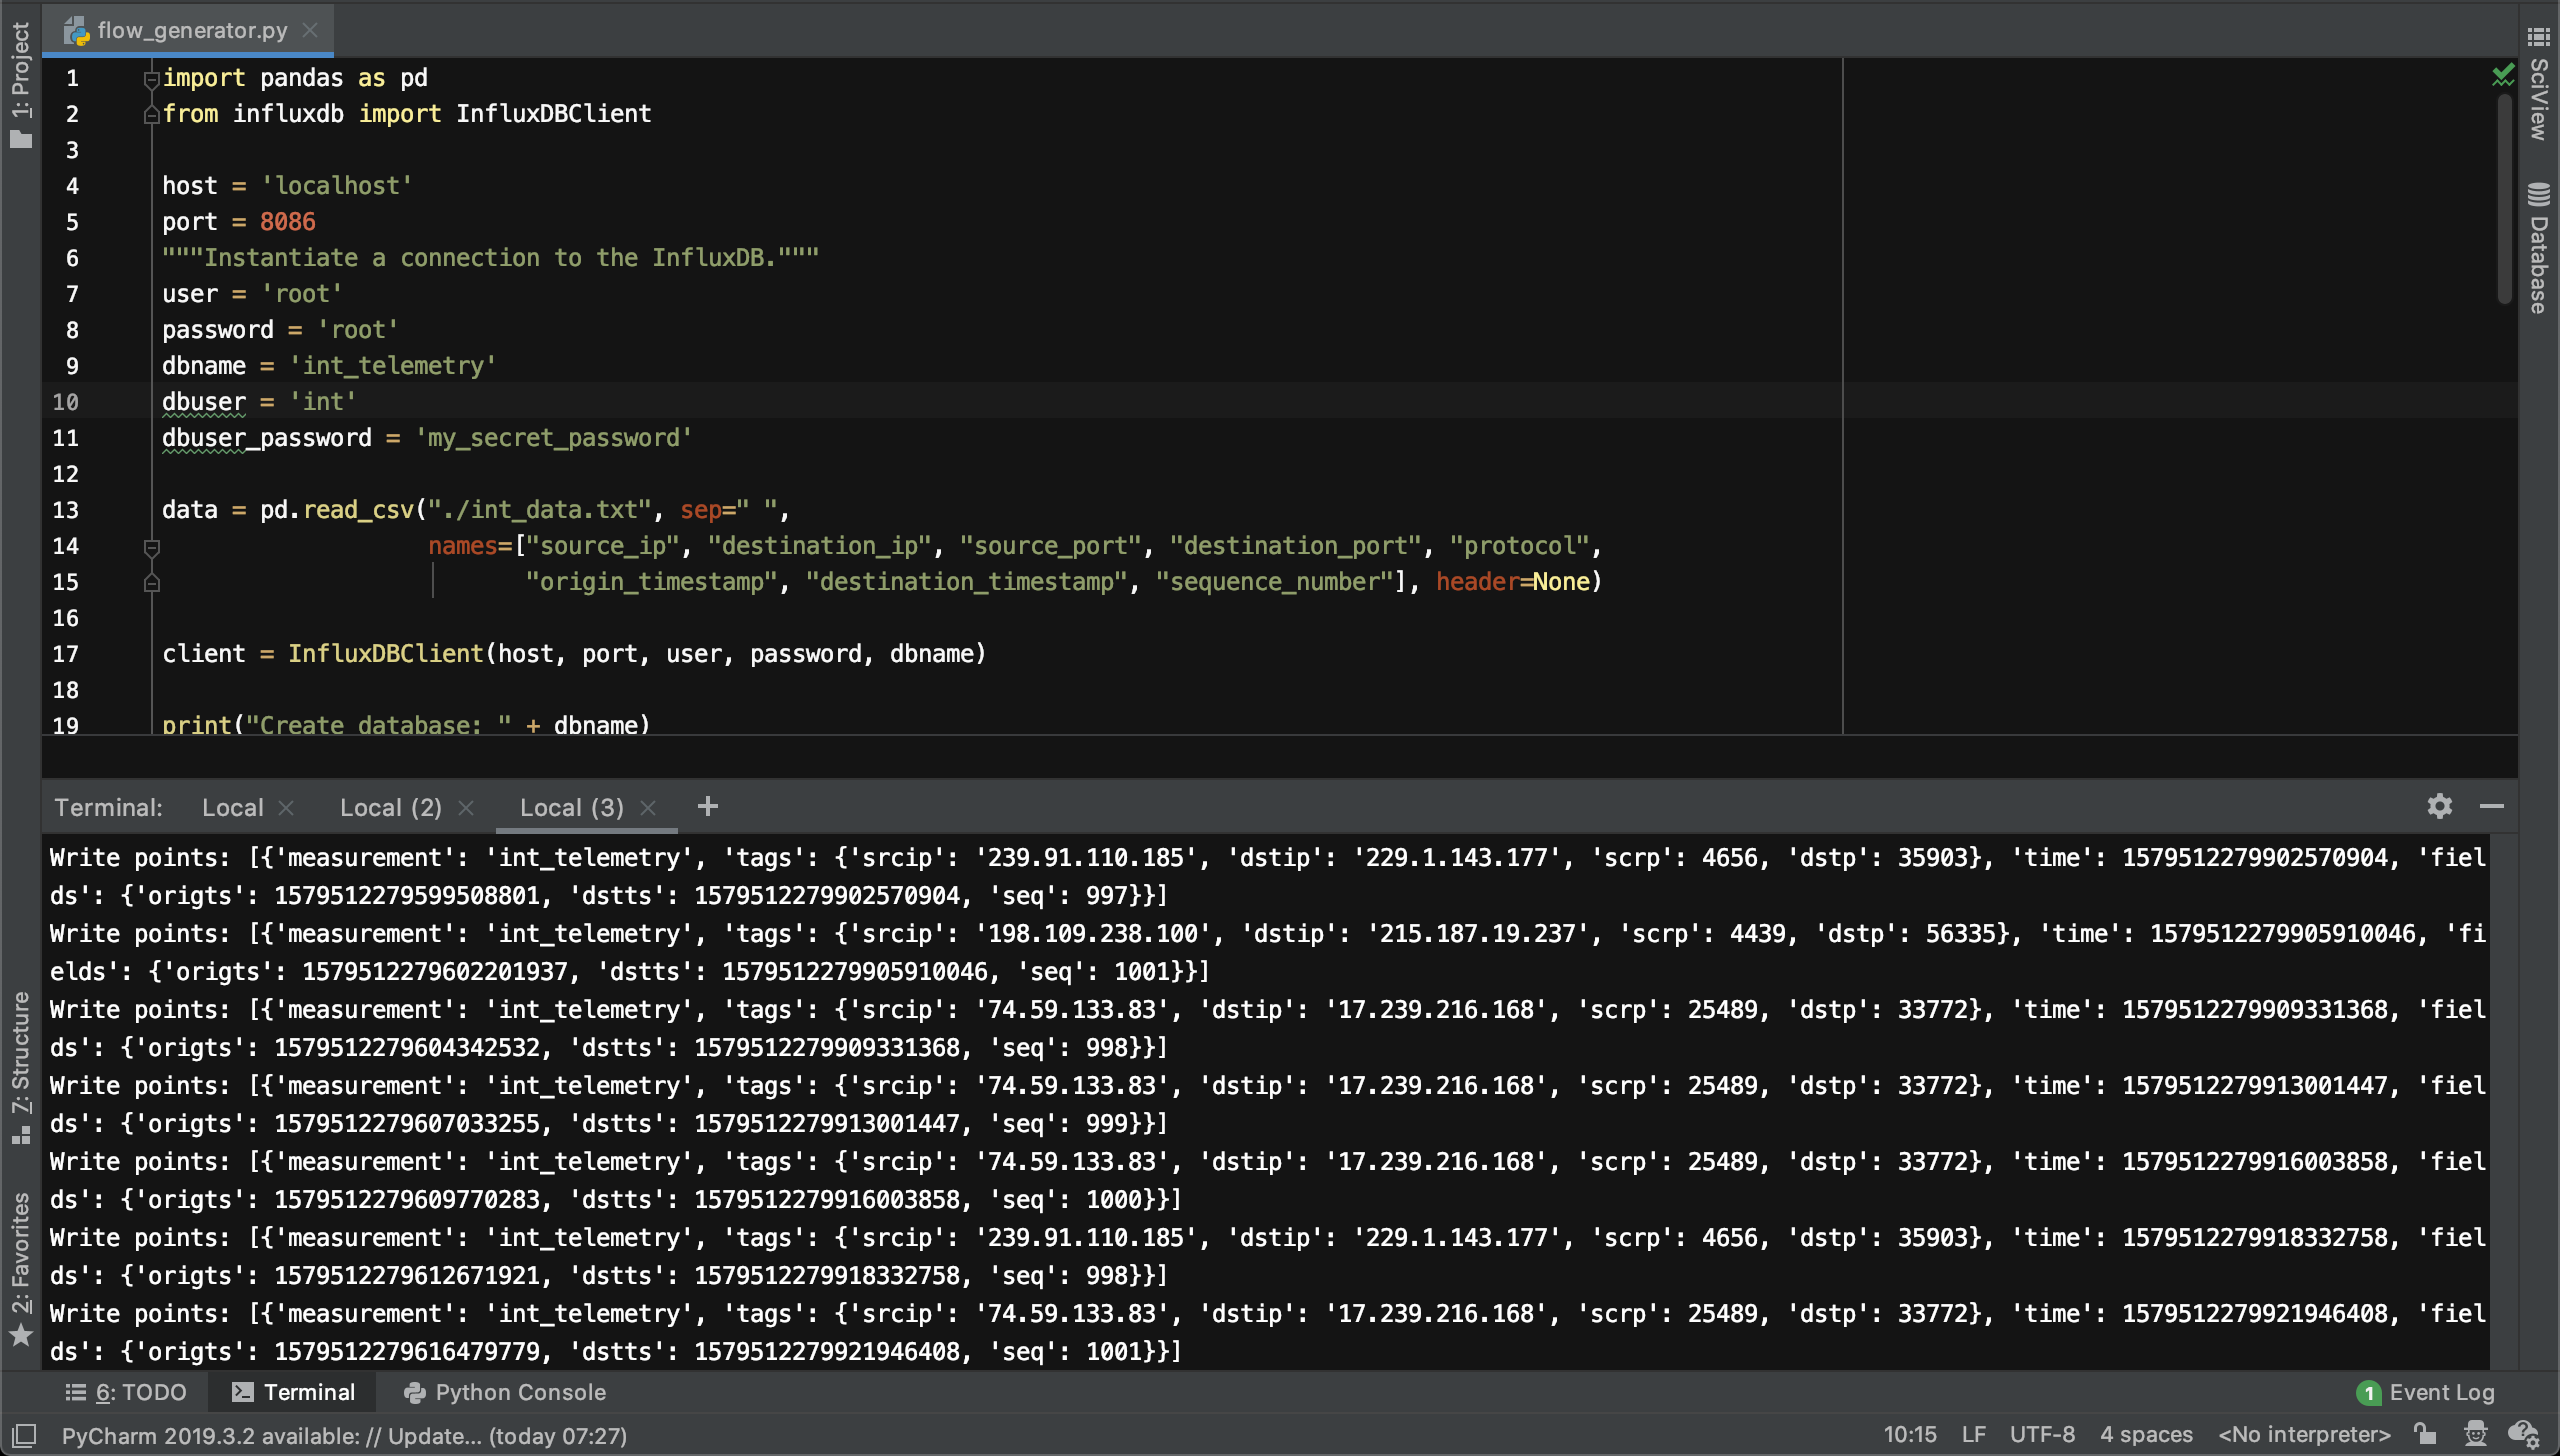 flow_generator.py
1: Project
1 import pandas as pd
2 from influxdb import InfluxDBClient
3
4 host = 'localhost'
5 port = 8086
6 """Instantiate a connection to the InfluxDB."""
7 user = 'root'
8 password = 'root'
9 dbname = 'int_telemetry'
10 dbuser = 'int'
11 dbuser_password = 'my_secret_password'
12
13 data = pd.read_csv("./int_data.txt", sep=" ",
14 names=["source_ip", "destination_ip", "source_port", "destination_port", "protocol",
15 "origin_timestamp", "destination_timestamp", "sequence_number"], header=None)
16
17 client = InfluxDBClient(host, port, user, password, dbname)
18
19 print("Create database: " + dbname)
SciView
Database
Terminal: Local Local (2) Local (3) +
Write points: [{'measurement': 'int_telemetry', 'tags': {'srcip': '239.91.110.185', 'dstip': '229.1.143.177', 'scrp': 4656, 'dstp': 35903}, 'time': 1579512279902570904, 'fiel
ds': {'origts': 1579512279599508801, 'dstts': 1579512279902570904, 'seq': 997}}]
Write points: [{'measurement': 'int_telemetry', 'tags': {'srcip': '198.109.238.100', 'dstip': '215.187.19.237', 'scrp': 4439, 'dstp': 56335}, 'time': 1579512279905910046, 'fi
elds': {'origts': 1579512279602201937, 'dstts': 1579512279905910046, 'seq': 1001}}]
Write points: [{'measurement': 'int_telemetry', 'tags': {'srcip': '74.59.133.83', 'dstip': '17.239.216.168', 'scrp': 25489, 'dstp': 33772}, 'time': 1579512279909331368, 'fiel
ds': {'origts': 1579512279604342532, 'dstts': 1579512279909331368, 'seq': 998}}]
Write points: [{'measurement': 'int_telemetry', 'tags': {'srcip': '74.59.133.83', 'dstip': '17.239.216.168', 'scrp': 25489, 'dstp': 33772}, 'time': 1579512279913001447, 'fiel
ds': {'origts': 1579512279607033255, 'dstts': 1579512279913001447, 'seq': 999}}]
Write points: [{'measurement': 'int_telemetry', 'tags': {'srcip': '74.59.133.83', 'dstip': '17.239.216.168', 'scrp': 25489, 'dstp': 33772}, 'time': 1579512279916003858, 'fiel
ds': {'origts': 1579512279609770283, 'dstts': 1579512279916003858, 'seq': 1000}}]
Write points: [{'measurement': 'int_telemetry', 'tags': {'srcip': '239.91.110.185', 'dstip': '229.1.143.177', 'scrp': 4656, 'dstp': 35903}, 'time': 1579512279918332758, 'fiel
ds': {'origts': 1579512279612671921, 'dstts': 1579512279918332758, 'seq': 998}}]
Write points: [{'measurement': 'int_telemetry', 'tags': {'srcip': '74.59.133.83', 'dstip': '17.239.216.168', 'scrp': 25489, 'dstp': 33772}, 'time': 1579512279921946408, 'fiel
ds': {'origts': 1579512279616479779, 'dstts': 1579512279921946408, 'seq': 1001}}]
7: Structure
2: Favorites
6: TODO Terminal Python Console 1 Event Log
PyCharm 2019.3.2 available: // Update... (today 07:27) 10:15 LF UTF-8 4 spaces <No interpreter>